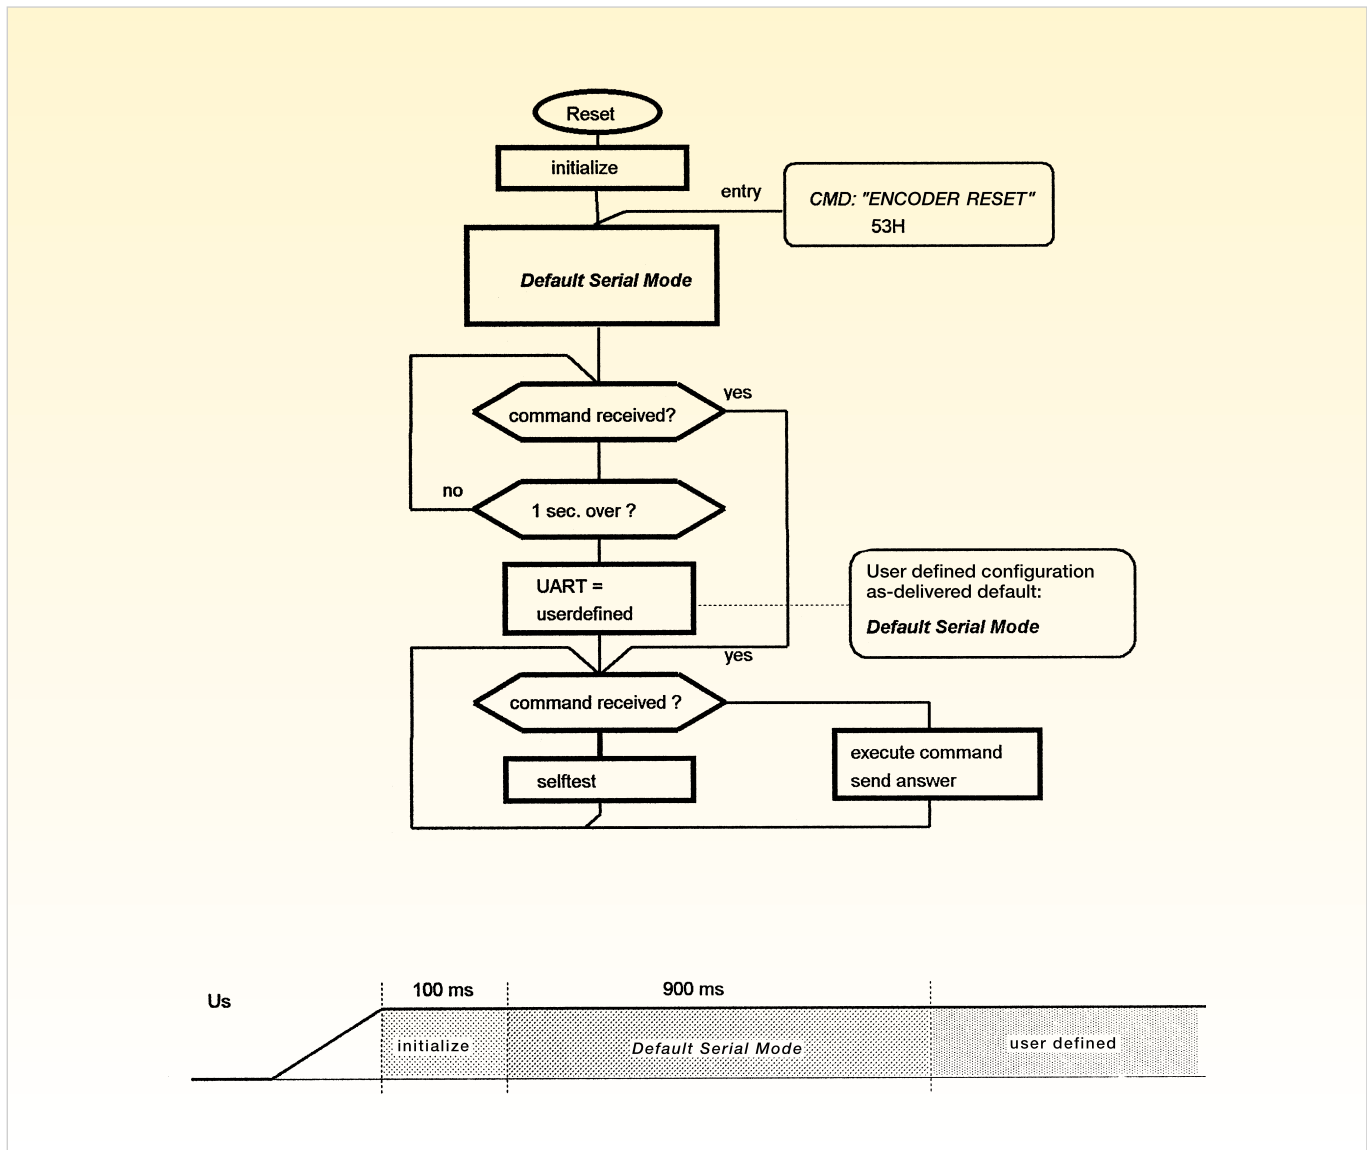 Reset
initialize
entry
CMD: "ENCODER RESET"
53H
Default Serial Mode
yes
command received?
no
1 sec. over ?
UART =
userdefined
User defined configuration
as-delivered default:
Default Serial Mode
yes
command received ?
execute command
send answer
selftest
Us
100 ms
900 ms
initialize
Default Serial Mode
user defined